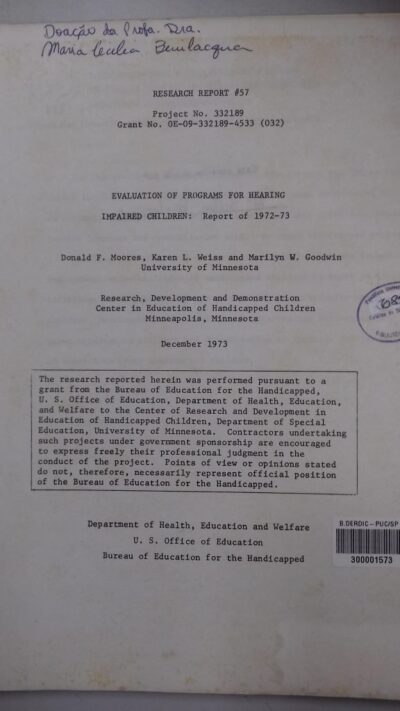 Doação da Profa. Dra.
Maria Cecilia Bevilacqua
RESEARCH REPORT #57
Project No. 332189
Grant No. OE-09-332189-4533 (032)
EVALUATION OF PROGRAMS FOR HEARING
IMPAIRED CHILDREN: Report of 1972-73
Donald F. Moores, Karen L. Weiss and Marilyn W. Goodwin
University of Minnesota
Research, Development and Demonstration
Center in Education of Handicapped Children
Minneapolis, Minnesota
December 1973
The research reported herein was performed pursuant to a
grant from the Bureau of Education for the Handicapped,
U. S. Office of Education, Department of Health, Education,
and Welfare to the Center of Research and Development in
Education of Handicapped Children, Department of Special
Education, University of Minnesota. Contractors undertaking
such projects under government sponsorship are encouraged
to express freely their professional judgment in the
conduct of the project. Points of view or opinions stated
do not, therefore, necessarily represent official position
of the Bureau of Education for the Handicapped.
Department of Health, Education and Welfare
U. S. Office of Education
Bureau of Education for the Handicapped
B.DERDIC - PUC/SP
300001573